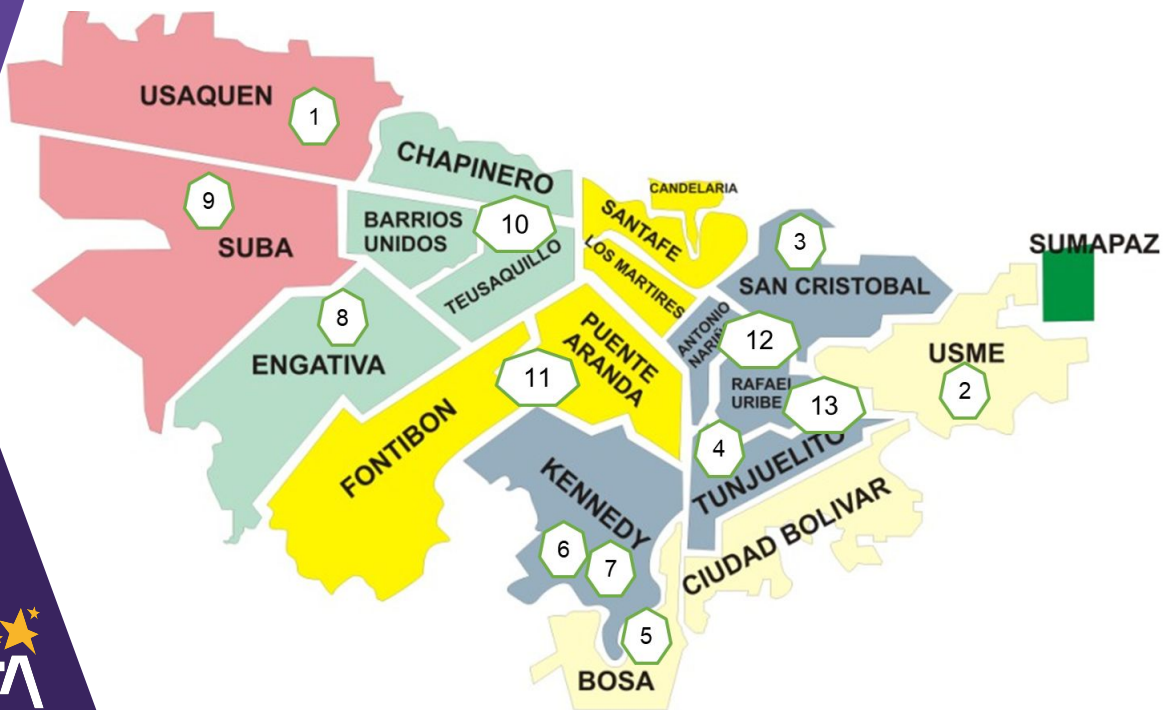 USAQUEN
1
CHAPINERO
9
SUBA
BARRIOS
UNIDOS
10
TEUSAQUILLO
8
ENGATIVA
CANDELARIA
SANTAFE
LOS MARTIRES
3
SAN CRISTOBAL
SUMAPAZ
PUENTE
ARANDA
11
FONTIBON
ANTONIO
12
RAFAEL
URIBE
13
USME
2
4
TUNJUELITO
KENNEDY
6
7
CIUDAD BOLIVAR
5
BOSA